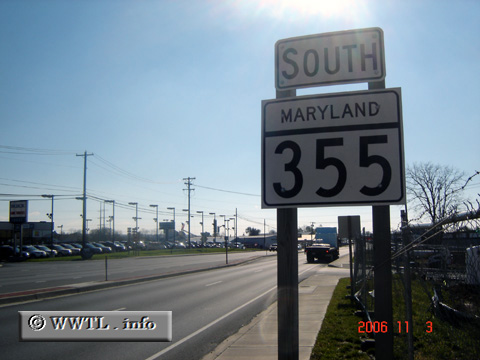 SOUTH
MARYLAND
355
© WWTL . info
2006 11 3